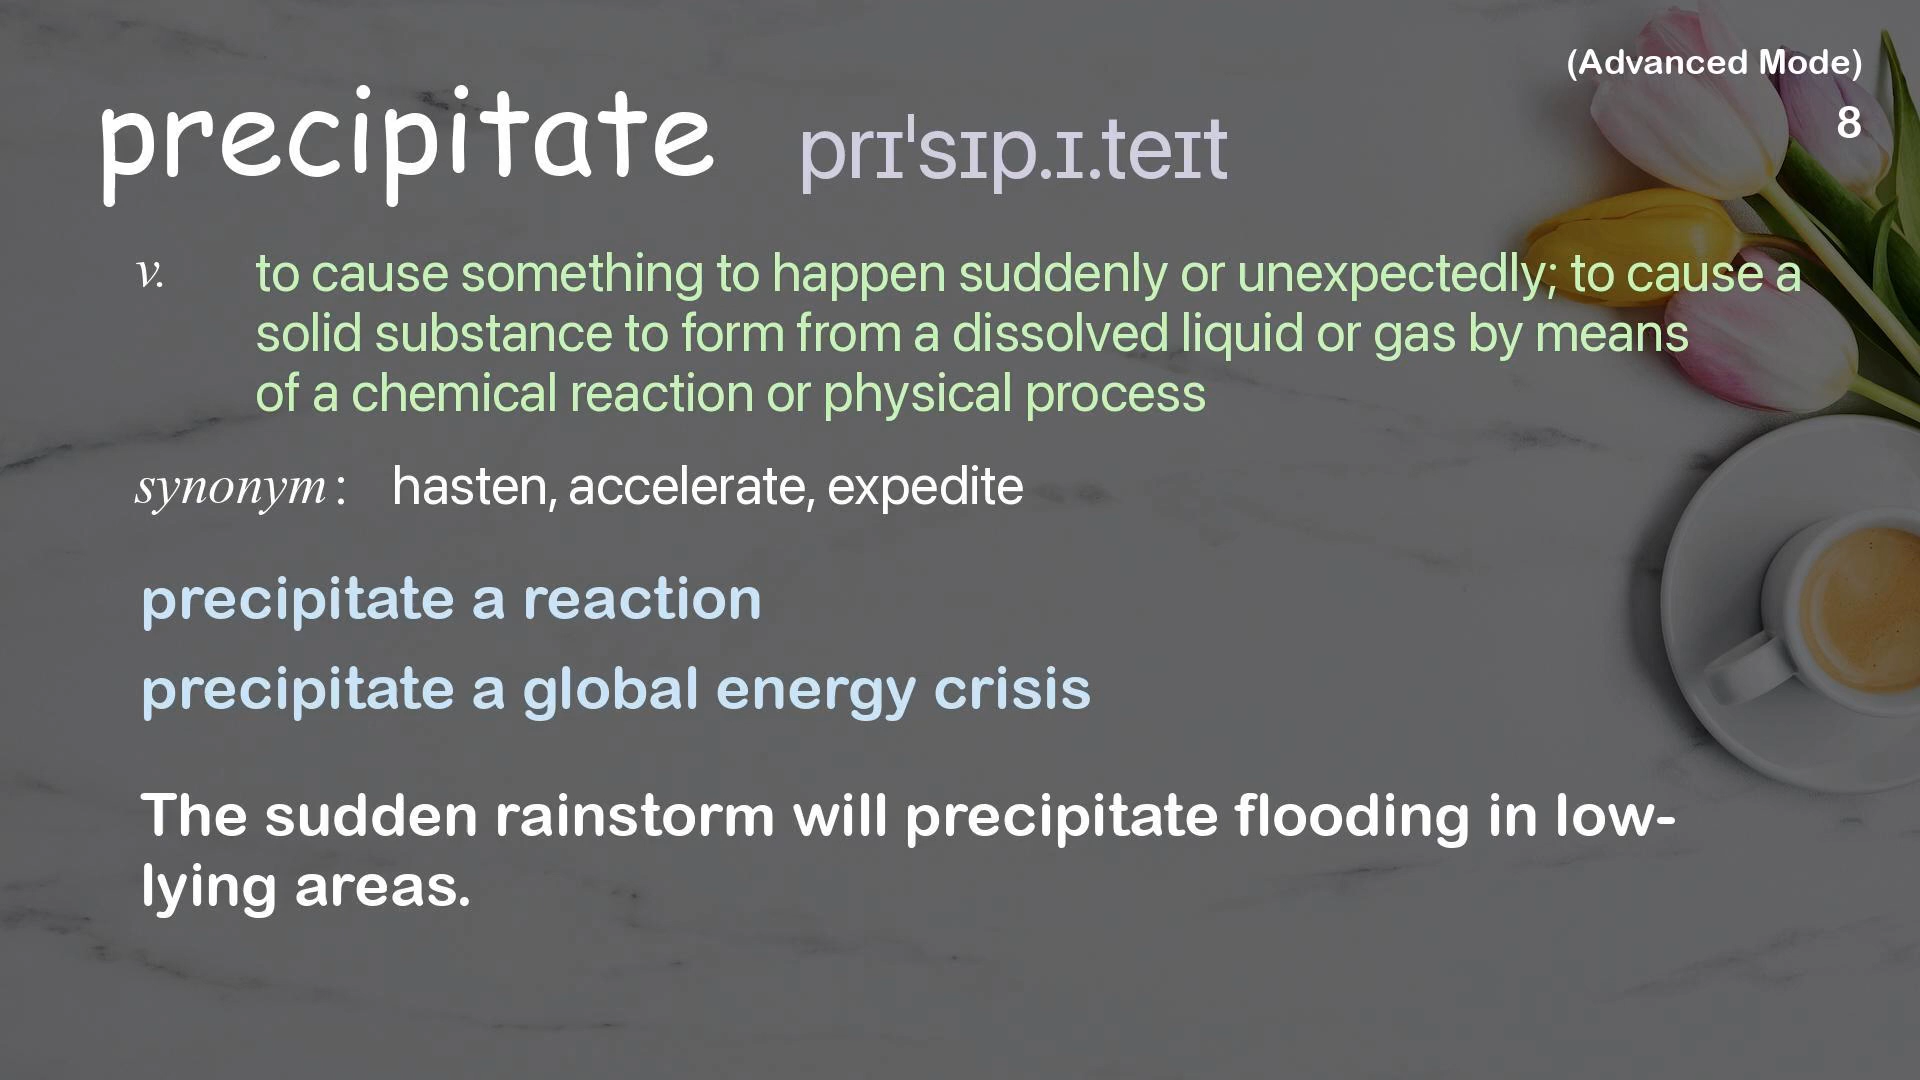 (Advanced Mode)
8
precipitate prɪˈsɪp.ɪ.teɪt
v. to cause something to happen suddenly or unexpectedly; to cause a
solid substance to form from a dissolved liquid or gas by means
of a chemical reaction or physical process
synonym : hasten, accelerate, expedite
precipitate a reaction
precipitate a global energy crisis
The sudden rainstorm will precipitate flooding in low-
lying areas.